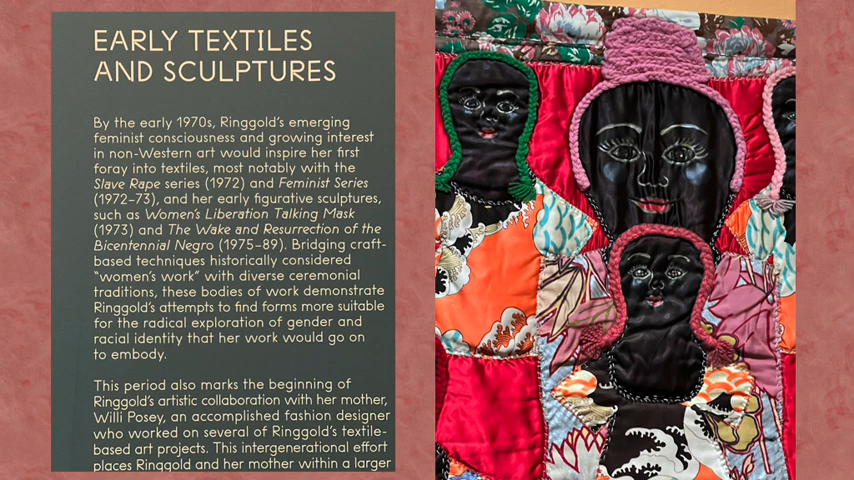 EARLY TEXTILES
AND SCULPTURES
By the early 1970s, Ringgold's emerging
feminist consciousness and growing interest
in non-Western art would inspire her first
foray into textiles, most notably with the
Slave Rape series (1972) and Feminist Series
(1972–73), and her early figurative sculptures,
such as Women's Liberation Talking Mask
(1973) and The Wake and Resurrection of the
Bicentennial Negro (1975–89). Bridging craft-
based techniques historically considered
"women's work" with diverse ceremonial
traditions, these bodies of work demonstrate
Ringgold's attempts to find forms more suitable
for the radical exploration of gender and
racial identity that her work would go on
to embody.
This period also marks the beginning of
Ringgold's artistic collaboration with her mother,
Willi Posey, an accomplished fashion designer
who worked on several of Ringgold's textile-
based art projects. This intergenerational effort
places Ringgold and her mother within a larger